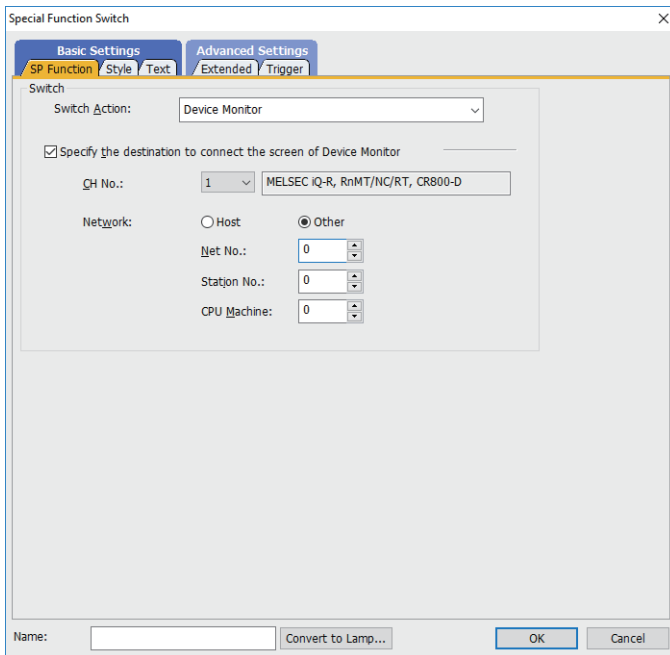 Special Function Switch
Basic Settings Advanced Settings
SP Function Style Text Extended Trigger
Switch
Switch Action: Device Monitor
Specify the destination to connect the screen of Device Monitor
CH No.: 1 MELSEC iQ-R, RnMT/NC/RT, CR800-D
Network: Host Other
Net No.: 0
Station No.: 0
CPU Machine: 0
Name: Convert to Lamp... OK Cancel